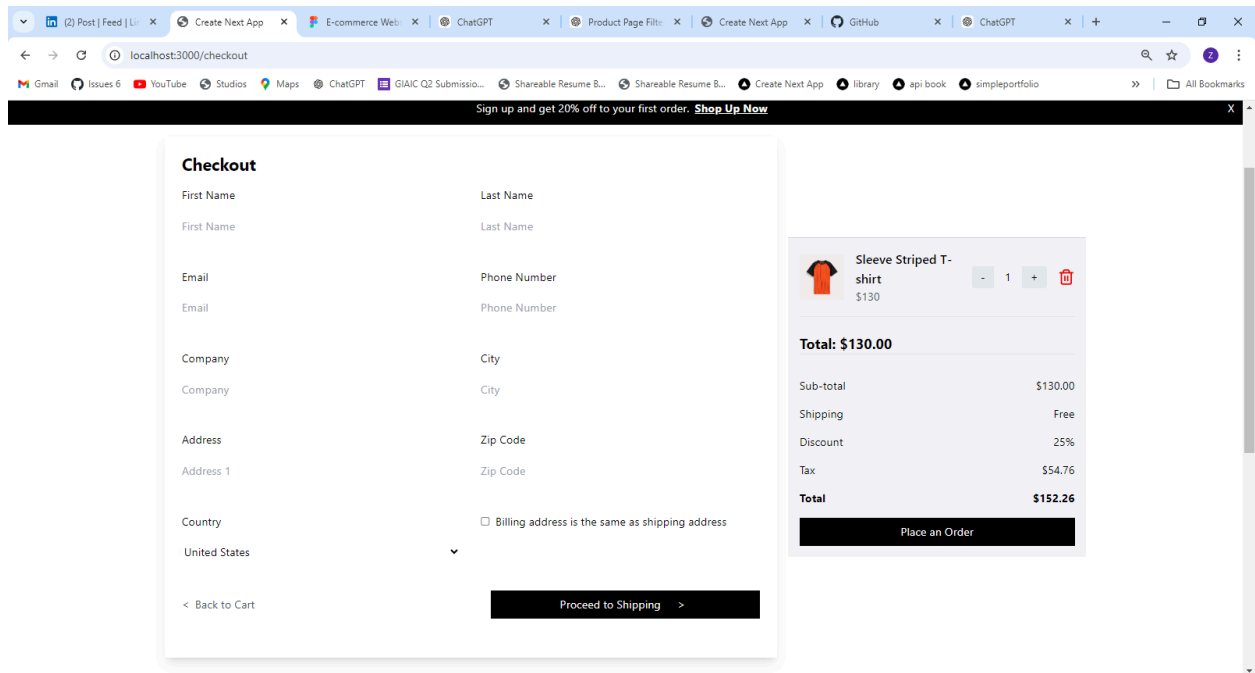 (2) Post | Feed | Lin
Create Next App
E-commerce Web
ChatGPT
Product Page Filte
Create Next App
GitHub
ChatGPT
localhost:3000/checkout
Z
Gmail
Issues 6
YouTube
Studios
Maps
ChatGPT
GIAIC Q2 Submissio...
Shareable Resume B...
Shareable Resume B...
Create Next App
library
api book
simpleportfolio
All Bookmarks
Sign up and get 20% off to your first order. Shop Up Now
X
Checkout
First Name
Last Name
First Name
Last Name
Email
Phone Number
Email
Phone Number
Company
City
Company
City
Address
Zip Code
Address 1
Zip Code
Country
Billing address is the same as shipping address
United States
< Back to Cart
Proceed to Shipping >
Sleeve Striped T-
shirt
$130
- 1 +
Total: $130.00
Sub-total $130.00
Shipping Free
Discount 25%
Tax $54.76
Total $152.26
Place an Order